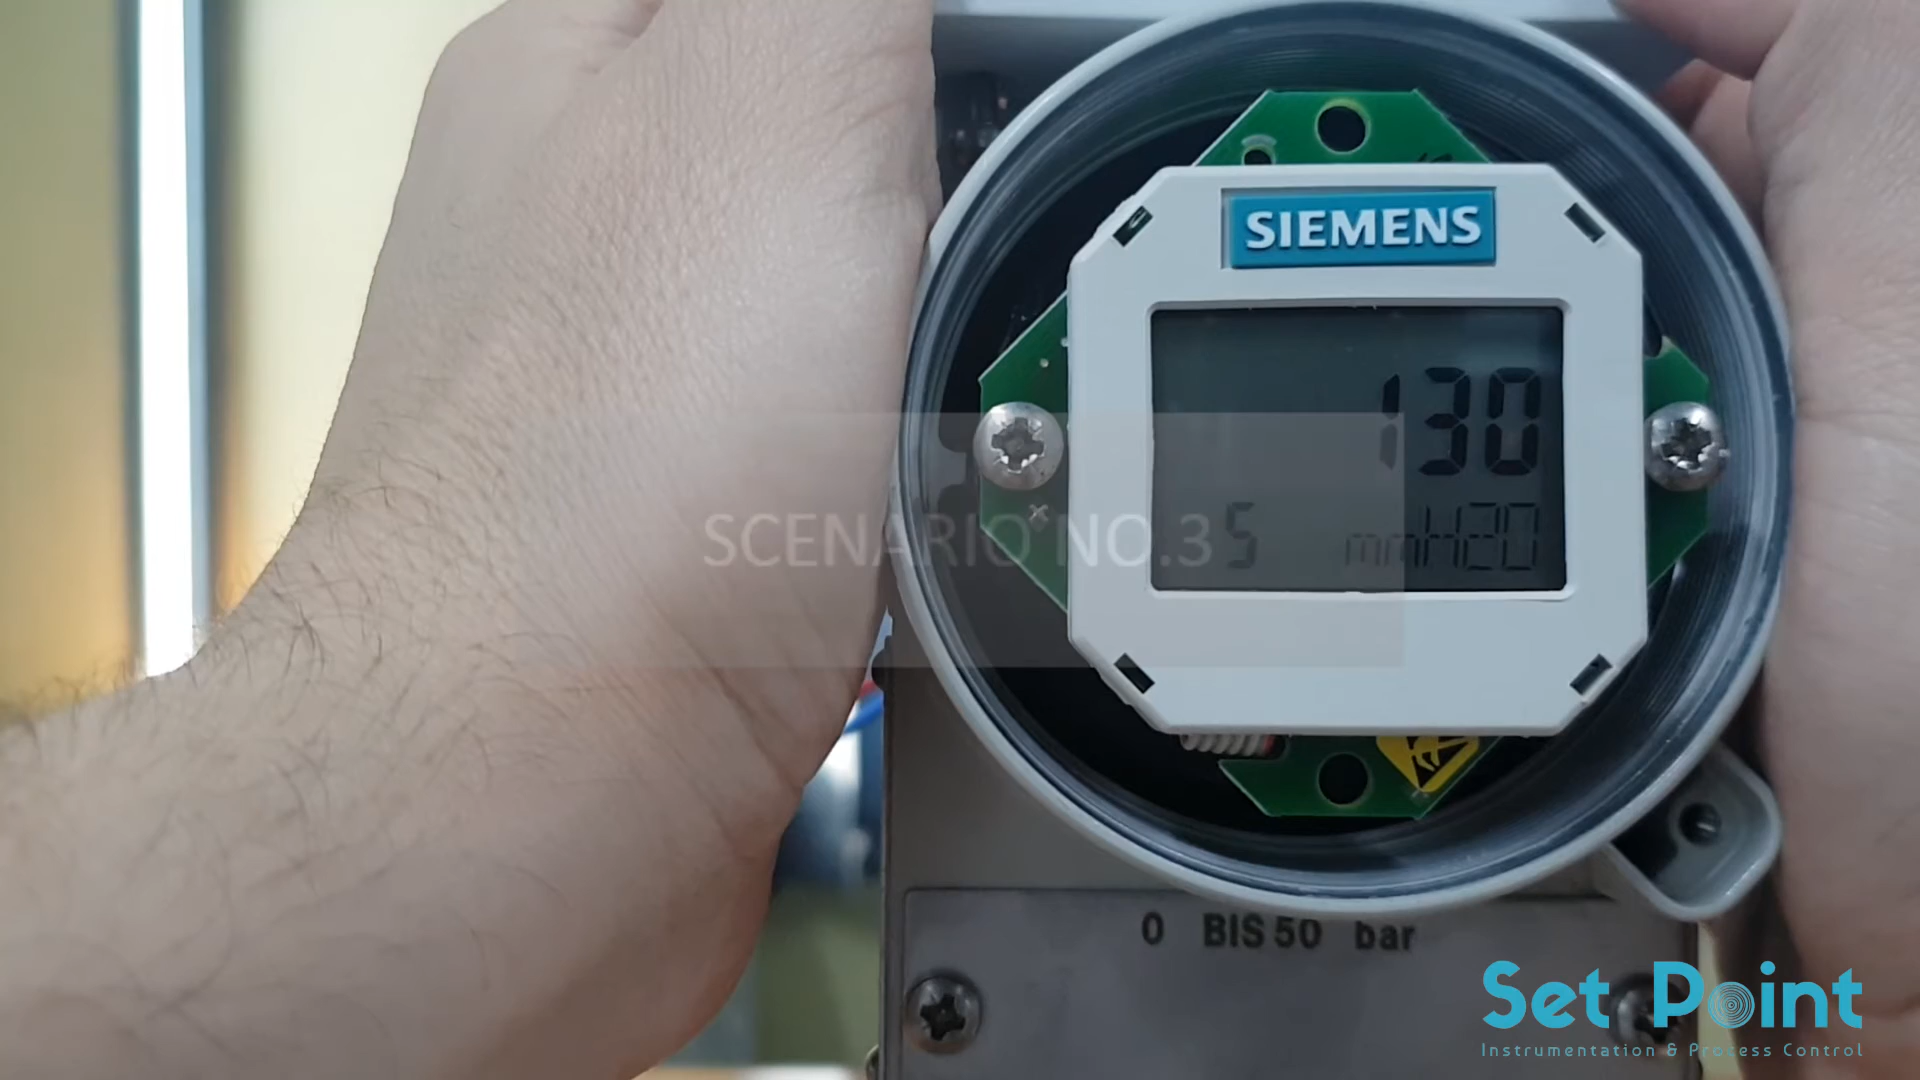 SIEMENS
130
5 mmH2O
SCENARIO NO.3
0 BIS 50 bar
Set Point
Instrumentation & Process Control